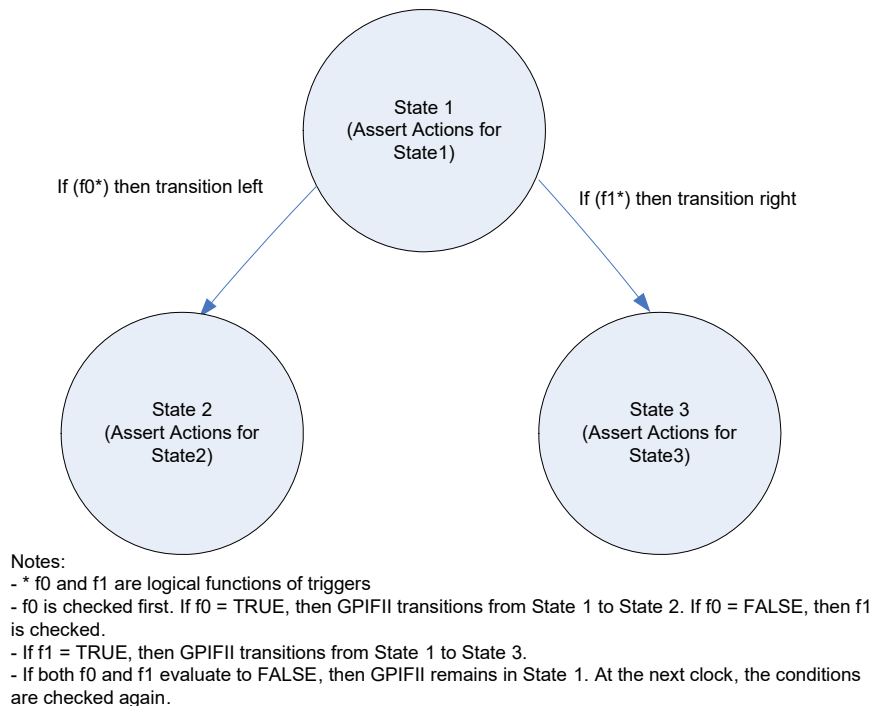 State 1
(Assert Actions for
State1)
If (f0*) then transition left
If (f1*) then transition right
State 2
(Assert Actions for
State2)
State 3
(Assert Actions for
State3)
Notes:
- * f0 and f1 are logical functions of triggers
- f0 is checked first. If f0 = TRUE, then GPIFII transitions from State 1 to State 2. If f0 = FALSE, then f1
is checked.
- If f1 = TRUE, then GPIFII transitions from State 1 to State 3.
- If both f0 and f1 evaluate to FALSE, then GPIFII remains in State 1. At the next clock, the conditions
are checked again.